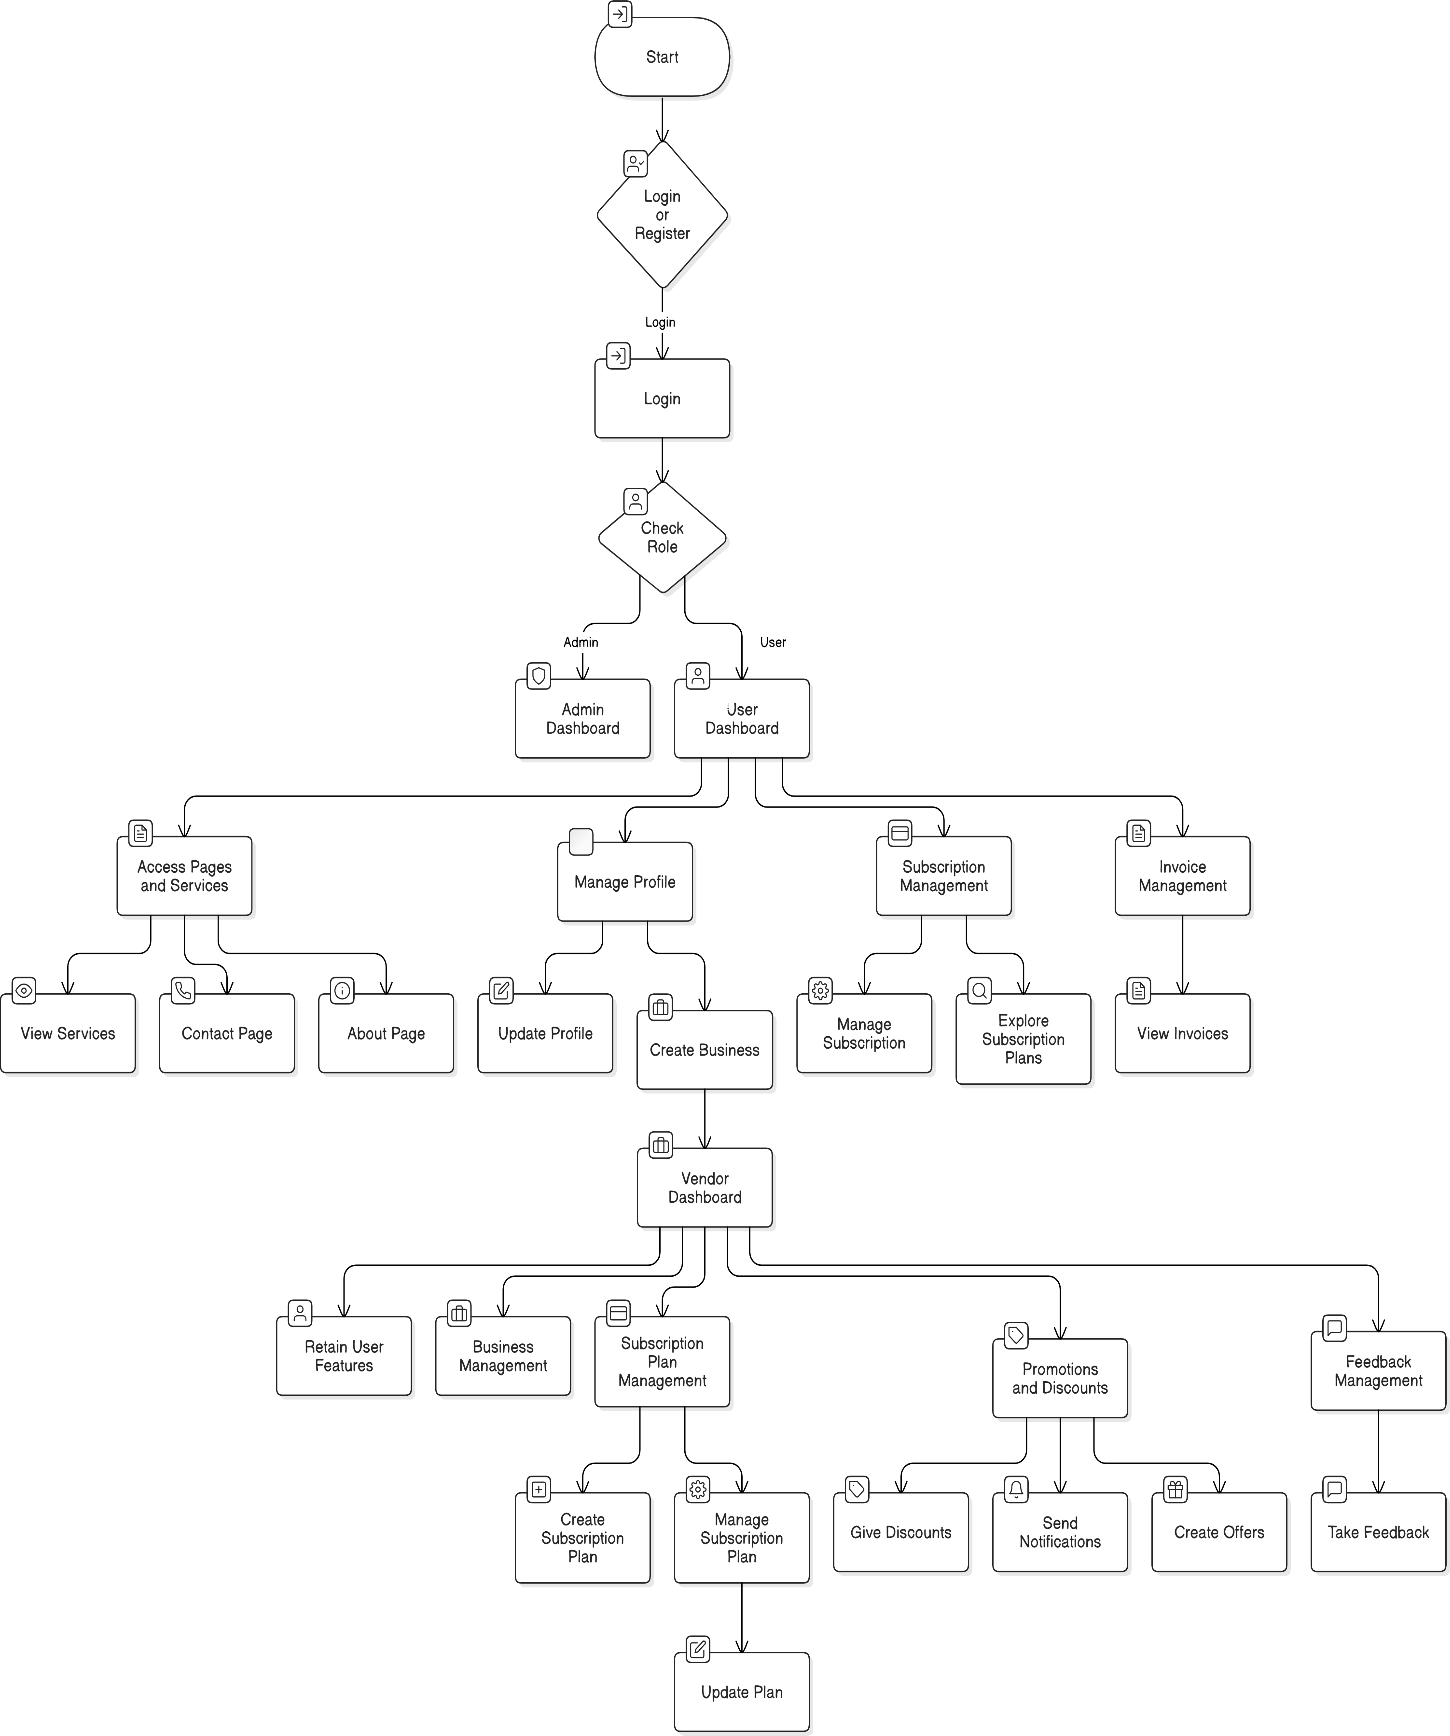 Start
Login
or
Register
Login
Login
Check
Role
Admin
User
Admin
Dashboard
User
Dashboard
Access Pages
and Services
Manage Profile
Subscription
Management
Invoice
Management
View Services
Contact Page
About Page
Update Profile
Create Business
Manage
Subscription
Explore
Subscription
Plans
View Invoices
Vendor
Dashboard
Retain User
Features
Business
Management
Subscription
Plan
Management
Promotions
and Discounts
Feedback
Management
Create
Subscription
Plan
Manage
Subscription
Plan
Give Discounts
Send
Notifications
Create Offers
Take Feedback
Update Plan